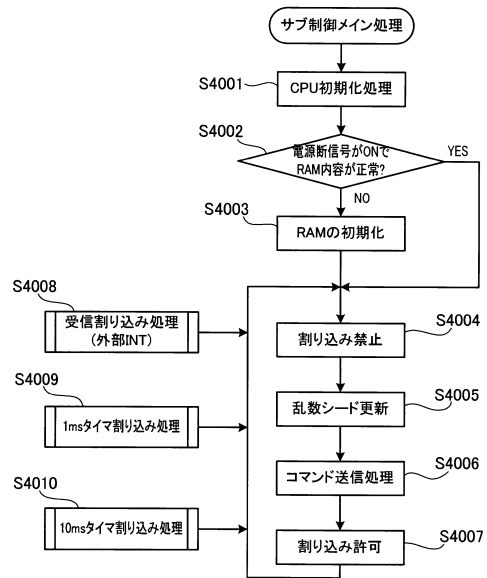 サブ制御メイン処理
S4001
CPU初期化処理
S4002
電源断信号がONで
RAM内容が正常?
YES
NO
S4003
RAMの初期化
S4008
受信割り込み処理
(外部INT)
S4004
割り込み禁止
S4009
1msタイマ割り込み処理
S4005
乱数シード更新
S4006
コマンド送信処理
S4010
10msタイマ割り込み処理
S4007
割り込み許可